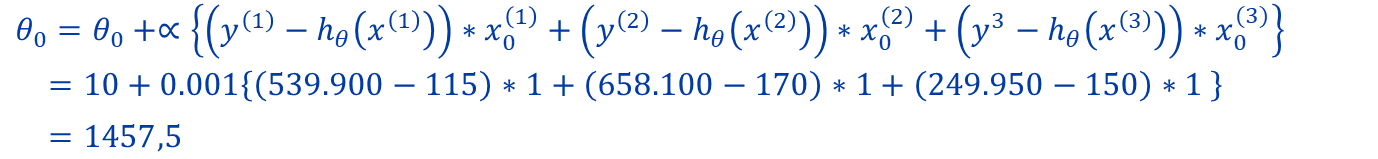 θ₀ = θ₀ +∝ {(y⁽¹⁾ − h_θ(x⁽¹⁾)) ∗ x₀⁽¹⁾ + (y⁽²⁾ − h_θ(x⁽²⁾)) ∗ x₀⁽²⁾ + (y³ − h_θ(x⁽³⁾)) ∗ x₀⁽³⁾}
= 10 + 0.001{(539.900 − 115) ∗ 1 + (658.100 − 170) ∗ 1 + (249.950 − 150) ∗ 1 }
= 1457,5